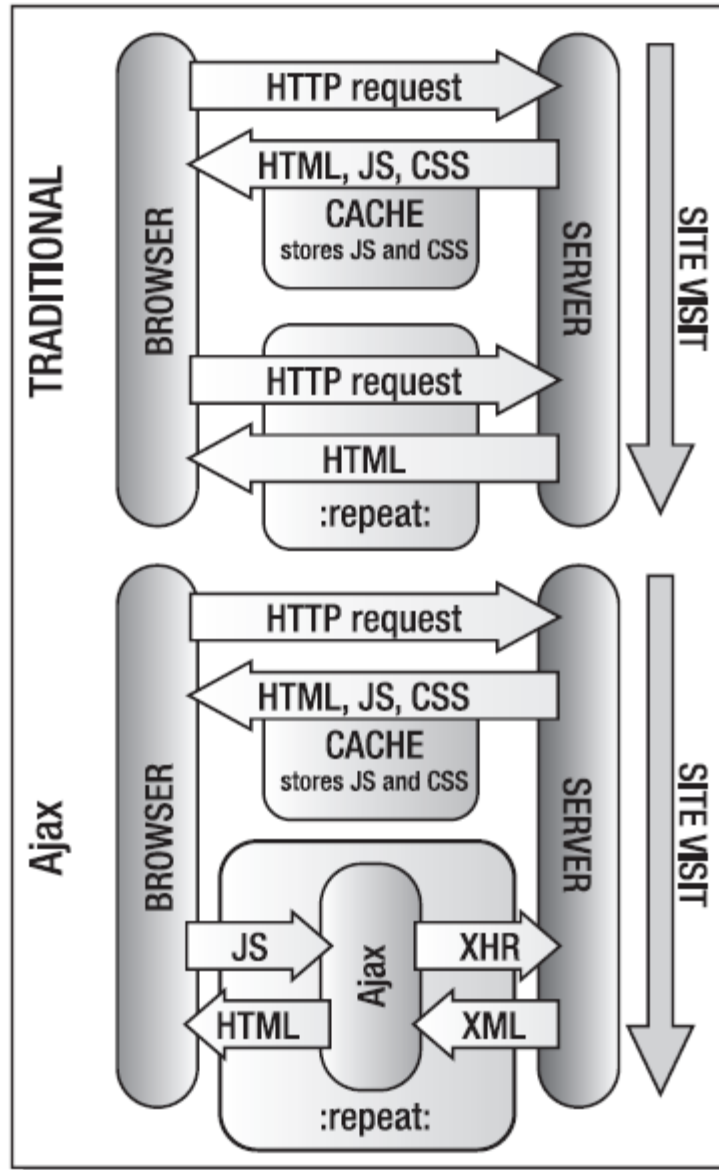 TRADITIONAL
BROWSER
HTTP request
HTML, JS, CSS
CACHE
stores JS and CSS
HTTP request
HTML
:repeat:
SERVER
SITE VISIT
Ajax
BROWSER
HTTP request
HTML, JS, CSS
CACHE
stores JS and CSS
JS
HTML
Ajax
XHR
XML
:repeat:
SERVER
SITE VISIT